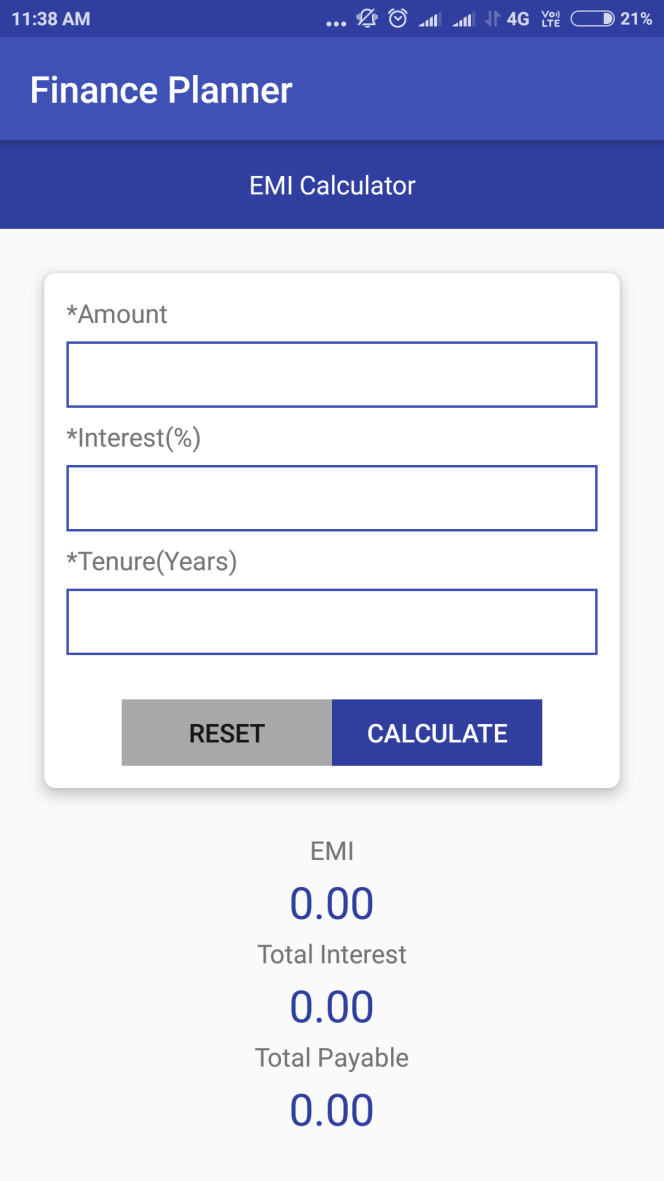 11:38 AM ... 4G VoLTE 21%
Finance Planner
EMI Calculator
*Amount
*Interest(%)
*Tenure(Years)
RESET CALCULATE
EMI
0.00
Total Interest
0.00
Total Payable
0.00